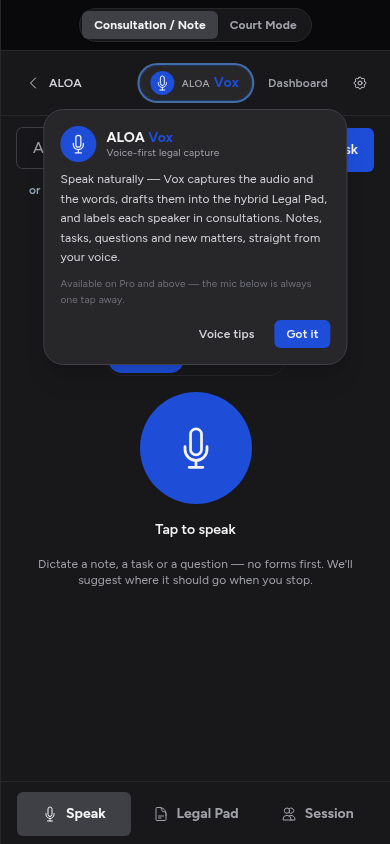 Consultation / Note
Court Mode
ALOA
ALOA Vox
Dashboard
A
sk
or
ALOA Vox
Voice-first legal capture
Speak naturally — Vox captures the audio and
the words, drafts them into the hybrid Legal Pad,
and labels each speaker in consultations. Notes,
tasks, questions and new matters, straight from
your voice.
Available on Pro and above — the mic below is always
one tap away.
Voice tips
Got it
Tap to speak
Dictate a note, a task or a question — no forms first. We'll
suggest where it should go when you stop.
Speak
Legal Pad
Session